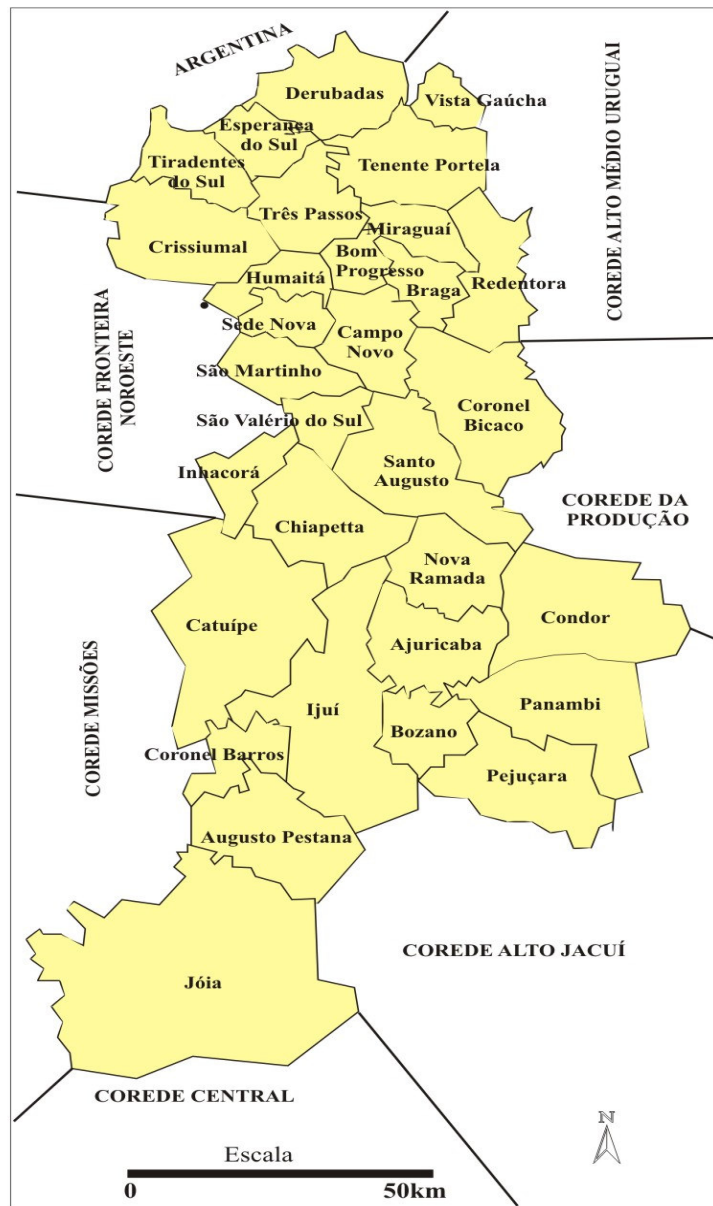 ARGENTINA
Derubadas
Vista Gaúcha
Esperança
do Sul
Tiradentes
do Sul
Tenente Portela
COREDE ALTO MÉDIO URUGUAI
Três Passos
Miraguaí
Crissiumal
Bom
Progresso
Humaitá
Braga
Redentora
Sede Nova
Campo
Novo
COREDE FRONTEIRA
NOROESTE
São Martinho
São Valério do Sul
Coronel
Bicaco
Inhacorá
Santo
Augusto
COREDE DA
PRODUÇÃO
Chiapetta
Nova
Ramada
Catuípe
Ajuricaba
Condor
COREDE MISSÕES
Ijuí
Bozano
Panambi
Coronel Barros
Pejuçara
Augusto Pestana
COREDE ALTO JACUÍ
Jóia
COREDE CENTRAL
N
Escala
0 50km